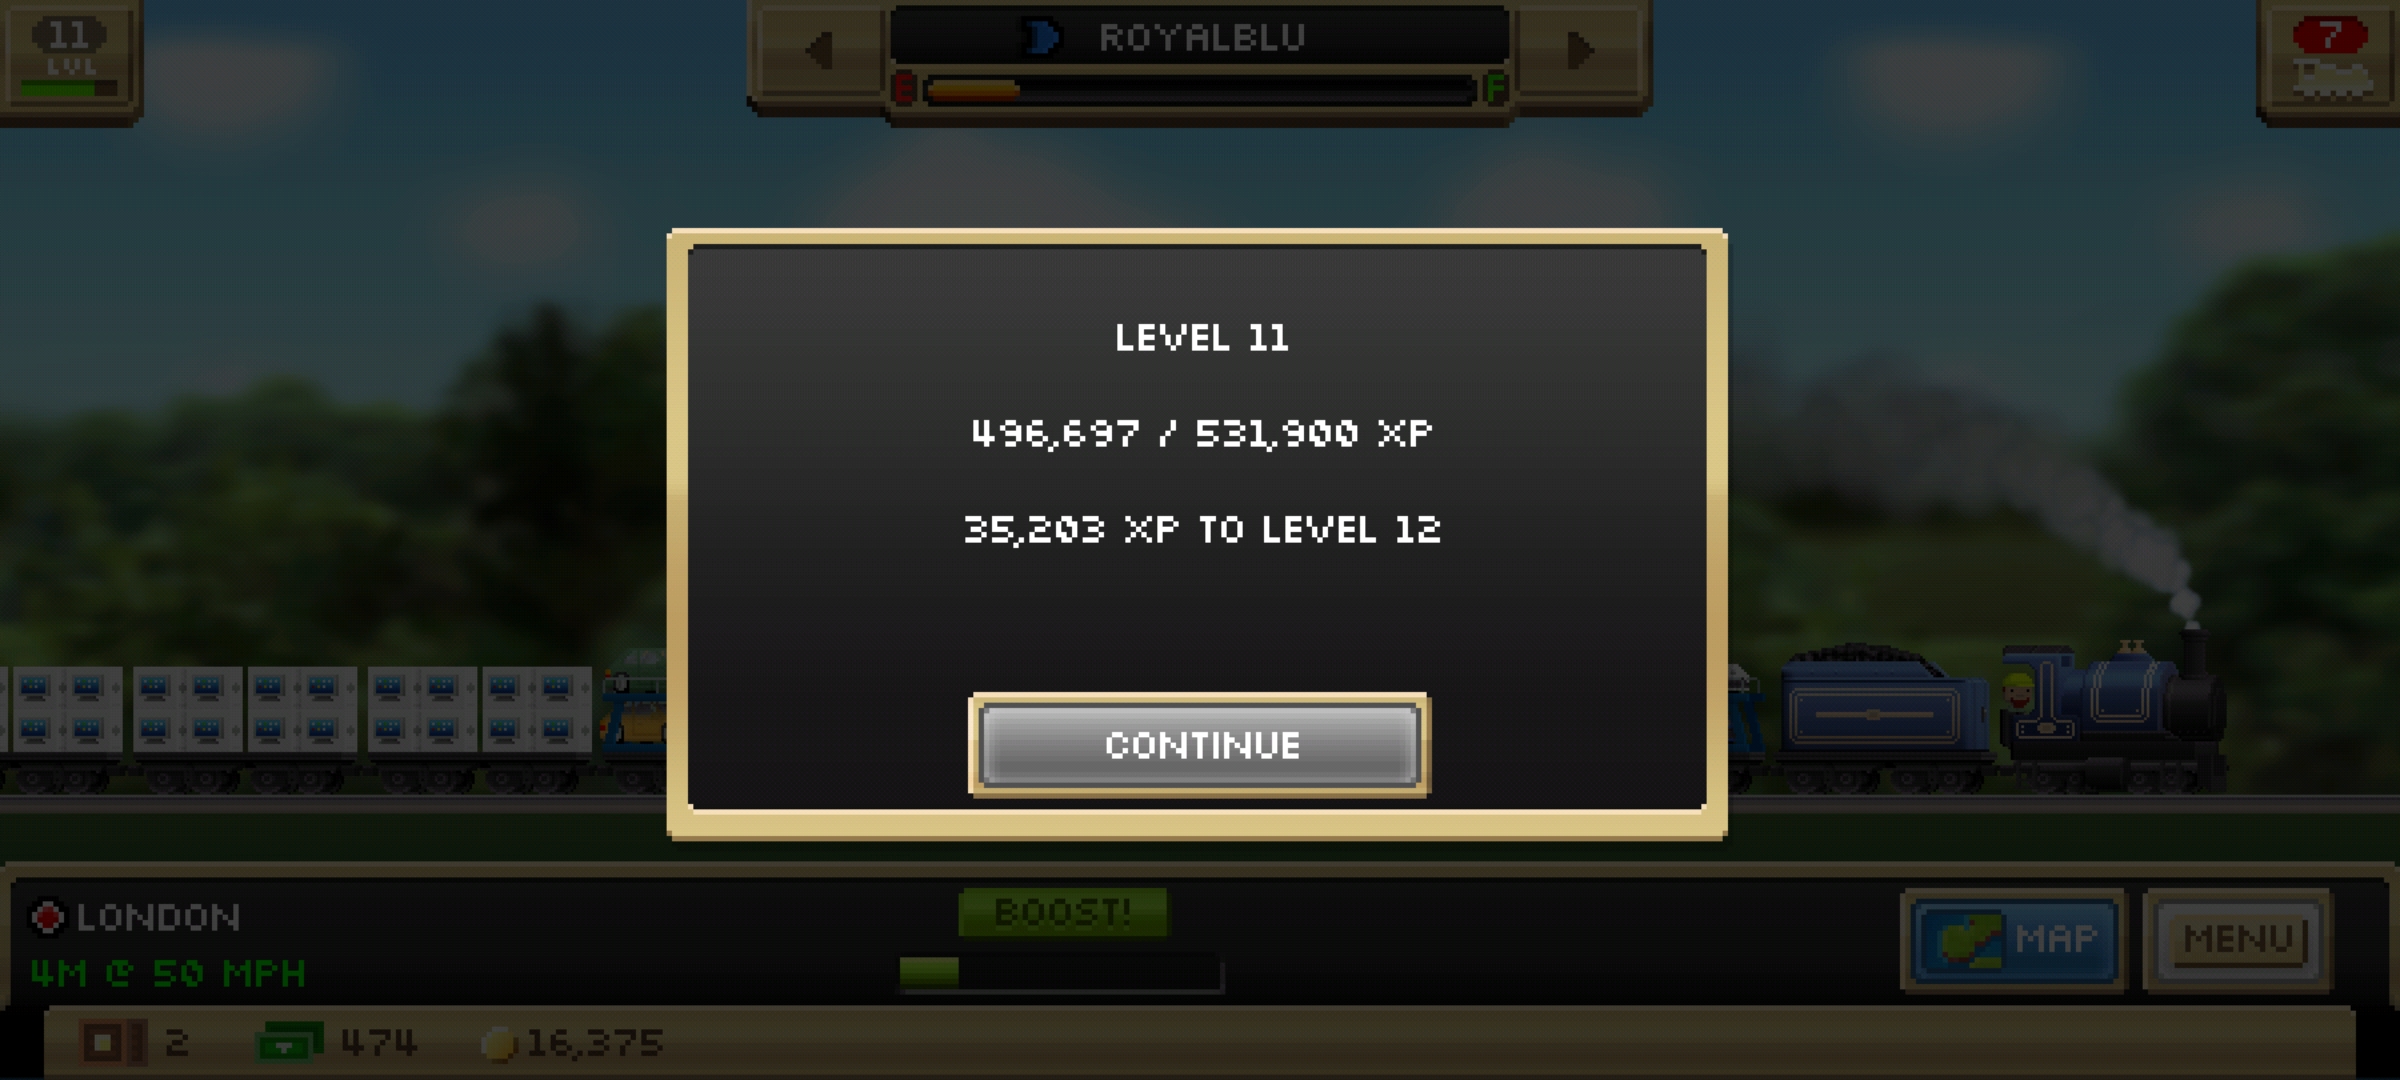 11
LVL
ROYALBLU
E F
7
LEVEL 11
496,697 / 531,900 XP
35,203 XP TO LEVEL 12
CONTINUE
LONDON
4M @ 50 MPH
BOOST!
MAP
MENU
2 474 16,375